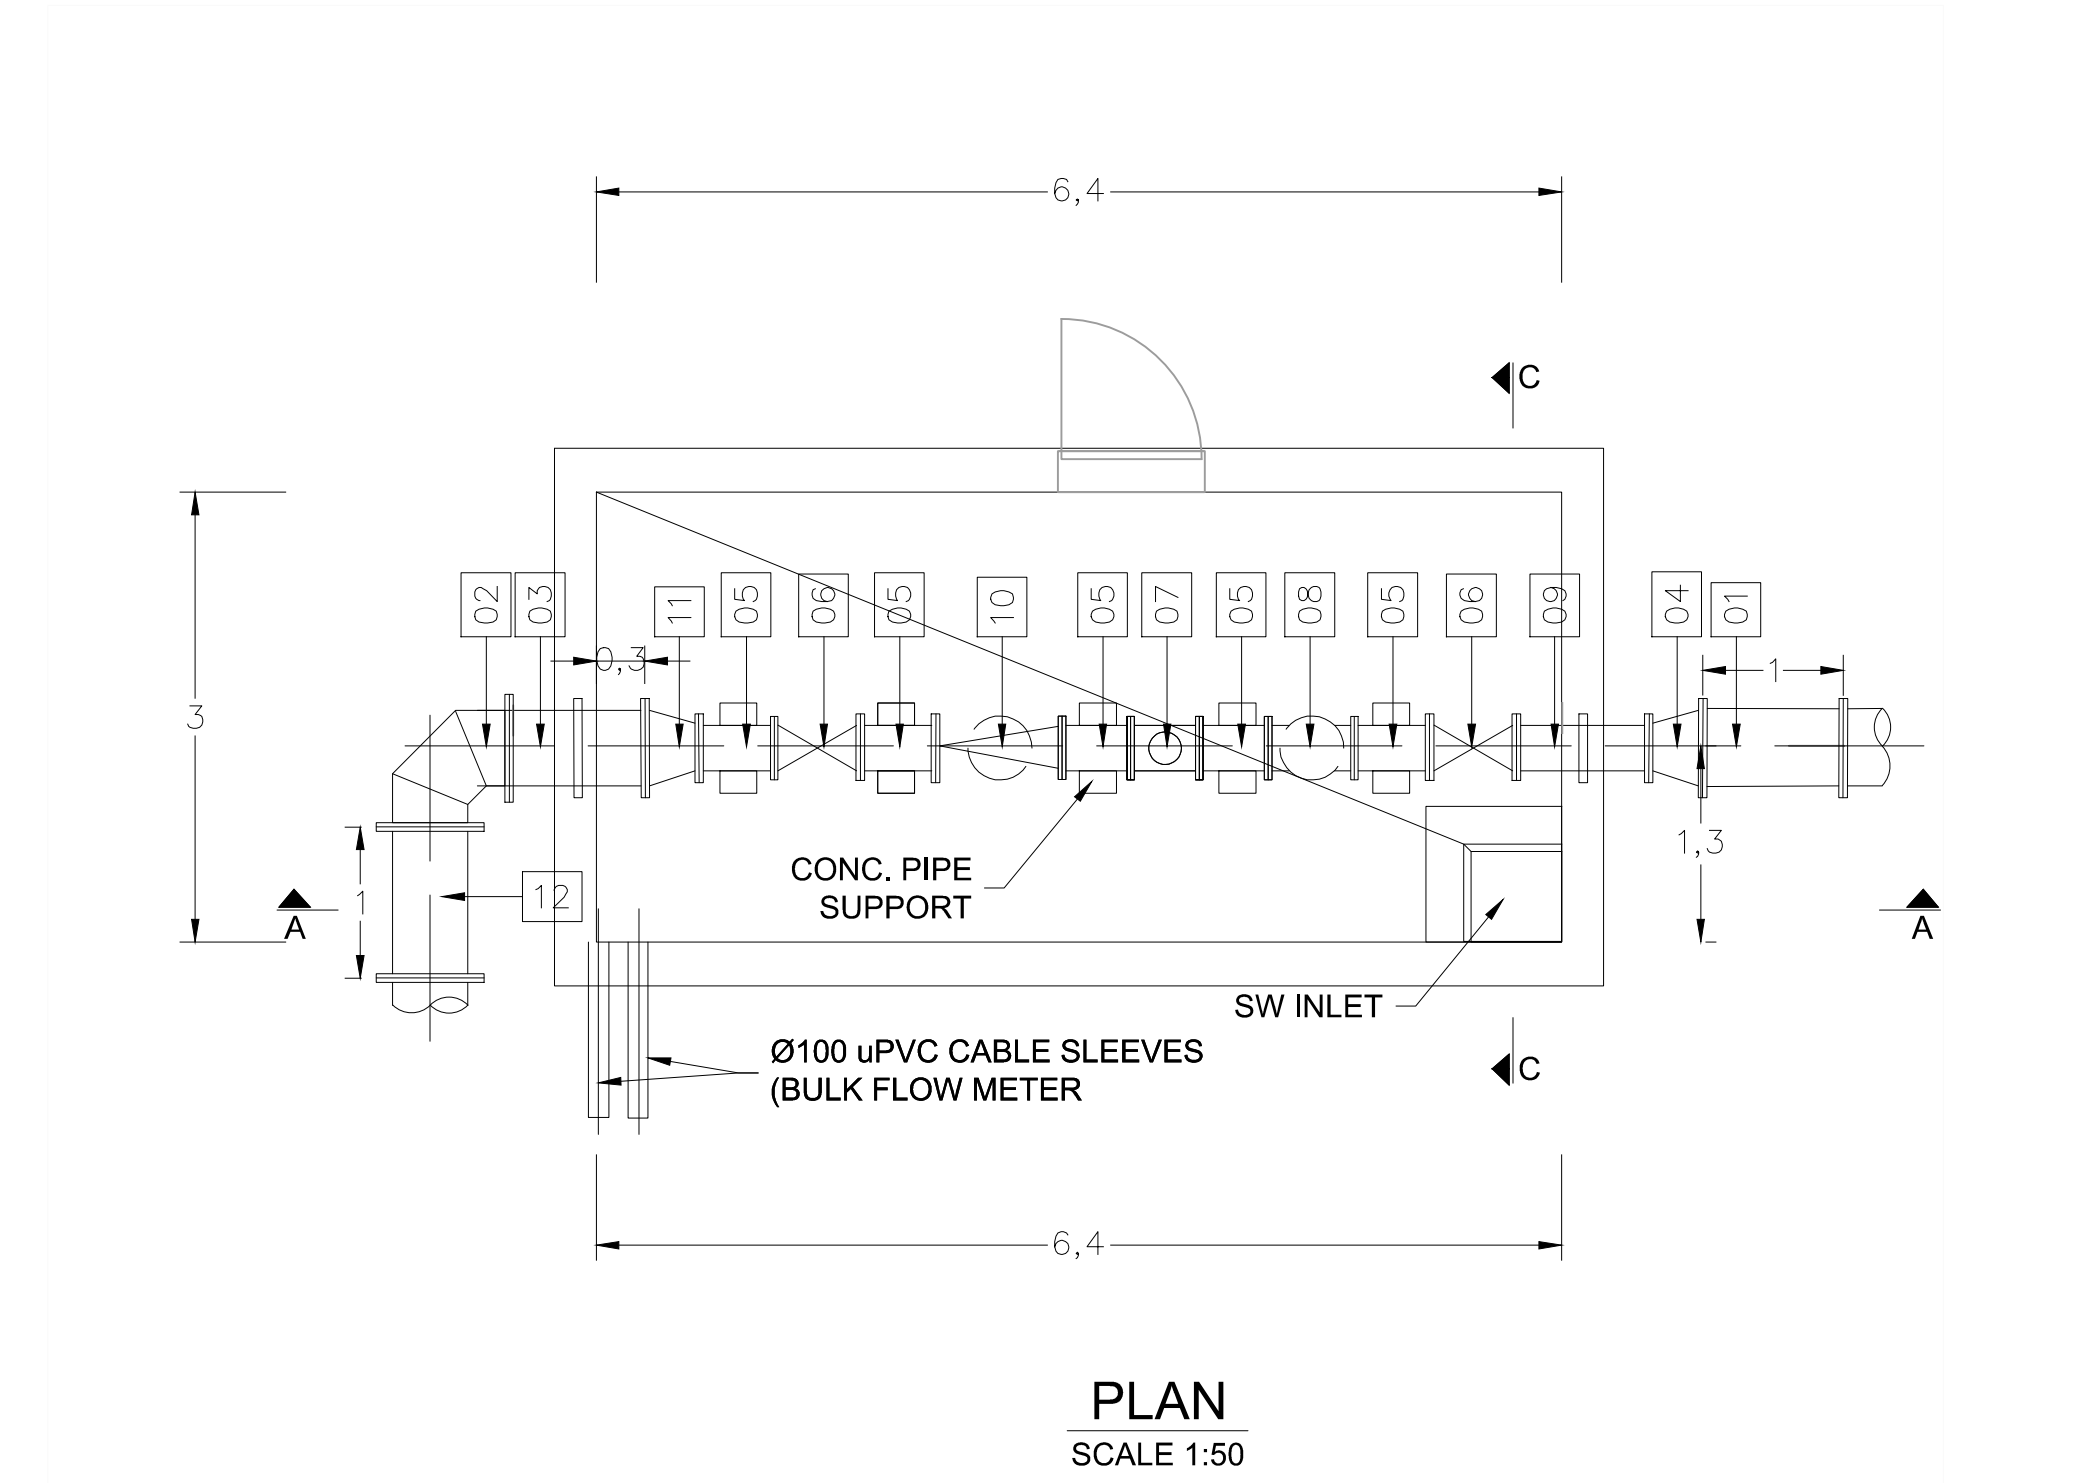 6,4
C
02
03
11
05
06
05
10
05
07
05
08
05
06
09
04
01
0,3
1
3
1,3
CONC. PIPE
SUPPORT
12
1
A
A
SW INLET
Ø100 uPVC CABLE SLEEVES
(BULK FLOW METER
C
6,4
PLAN
SCALE 1:50